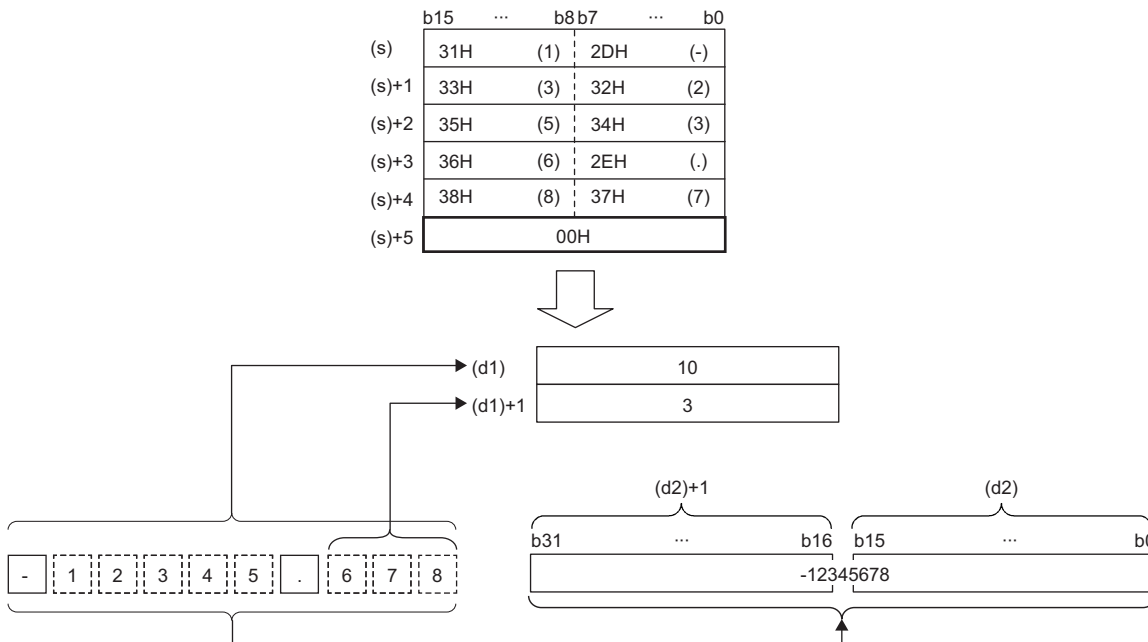 b15 ... b8 b7 ... b0
(s) 31H (1) 2DH (-)
(s)+1 33H (3) 32H (2)
(s)+2 35H (5) 34H (3)
(s)+3 36H (6) 2EH (.)
(s)+4 38H (8) 37H (7)
(s)+5 00H
(d1) 10
(d1)+1 3
(d2)+1 (d2)
b31 ... b16 b15 ... b0
- 1 2 3 4 5 . 6 7 8 -12345678